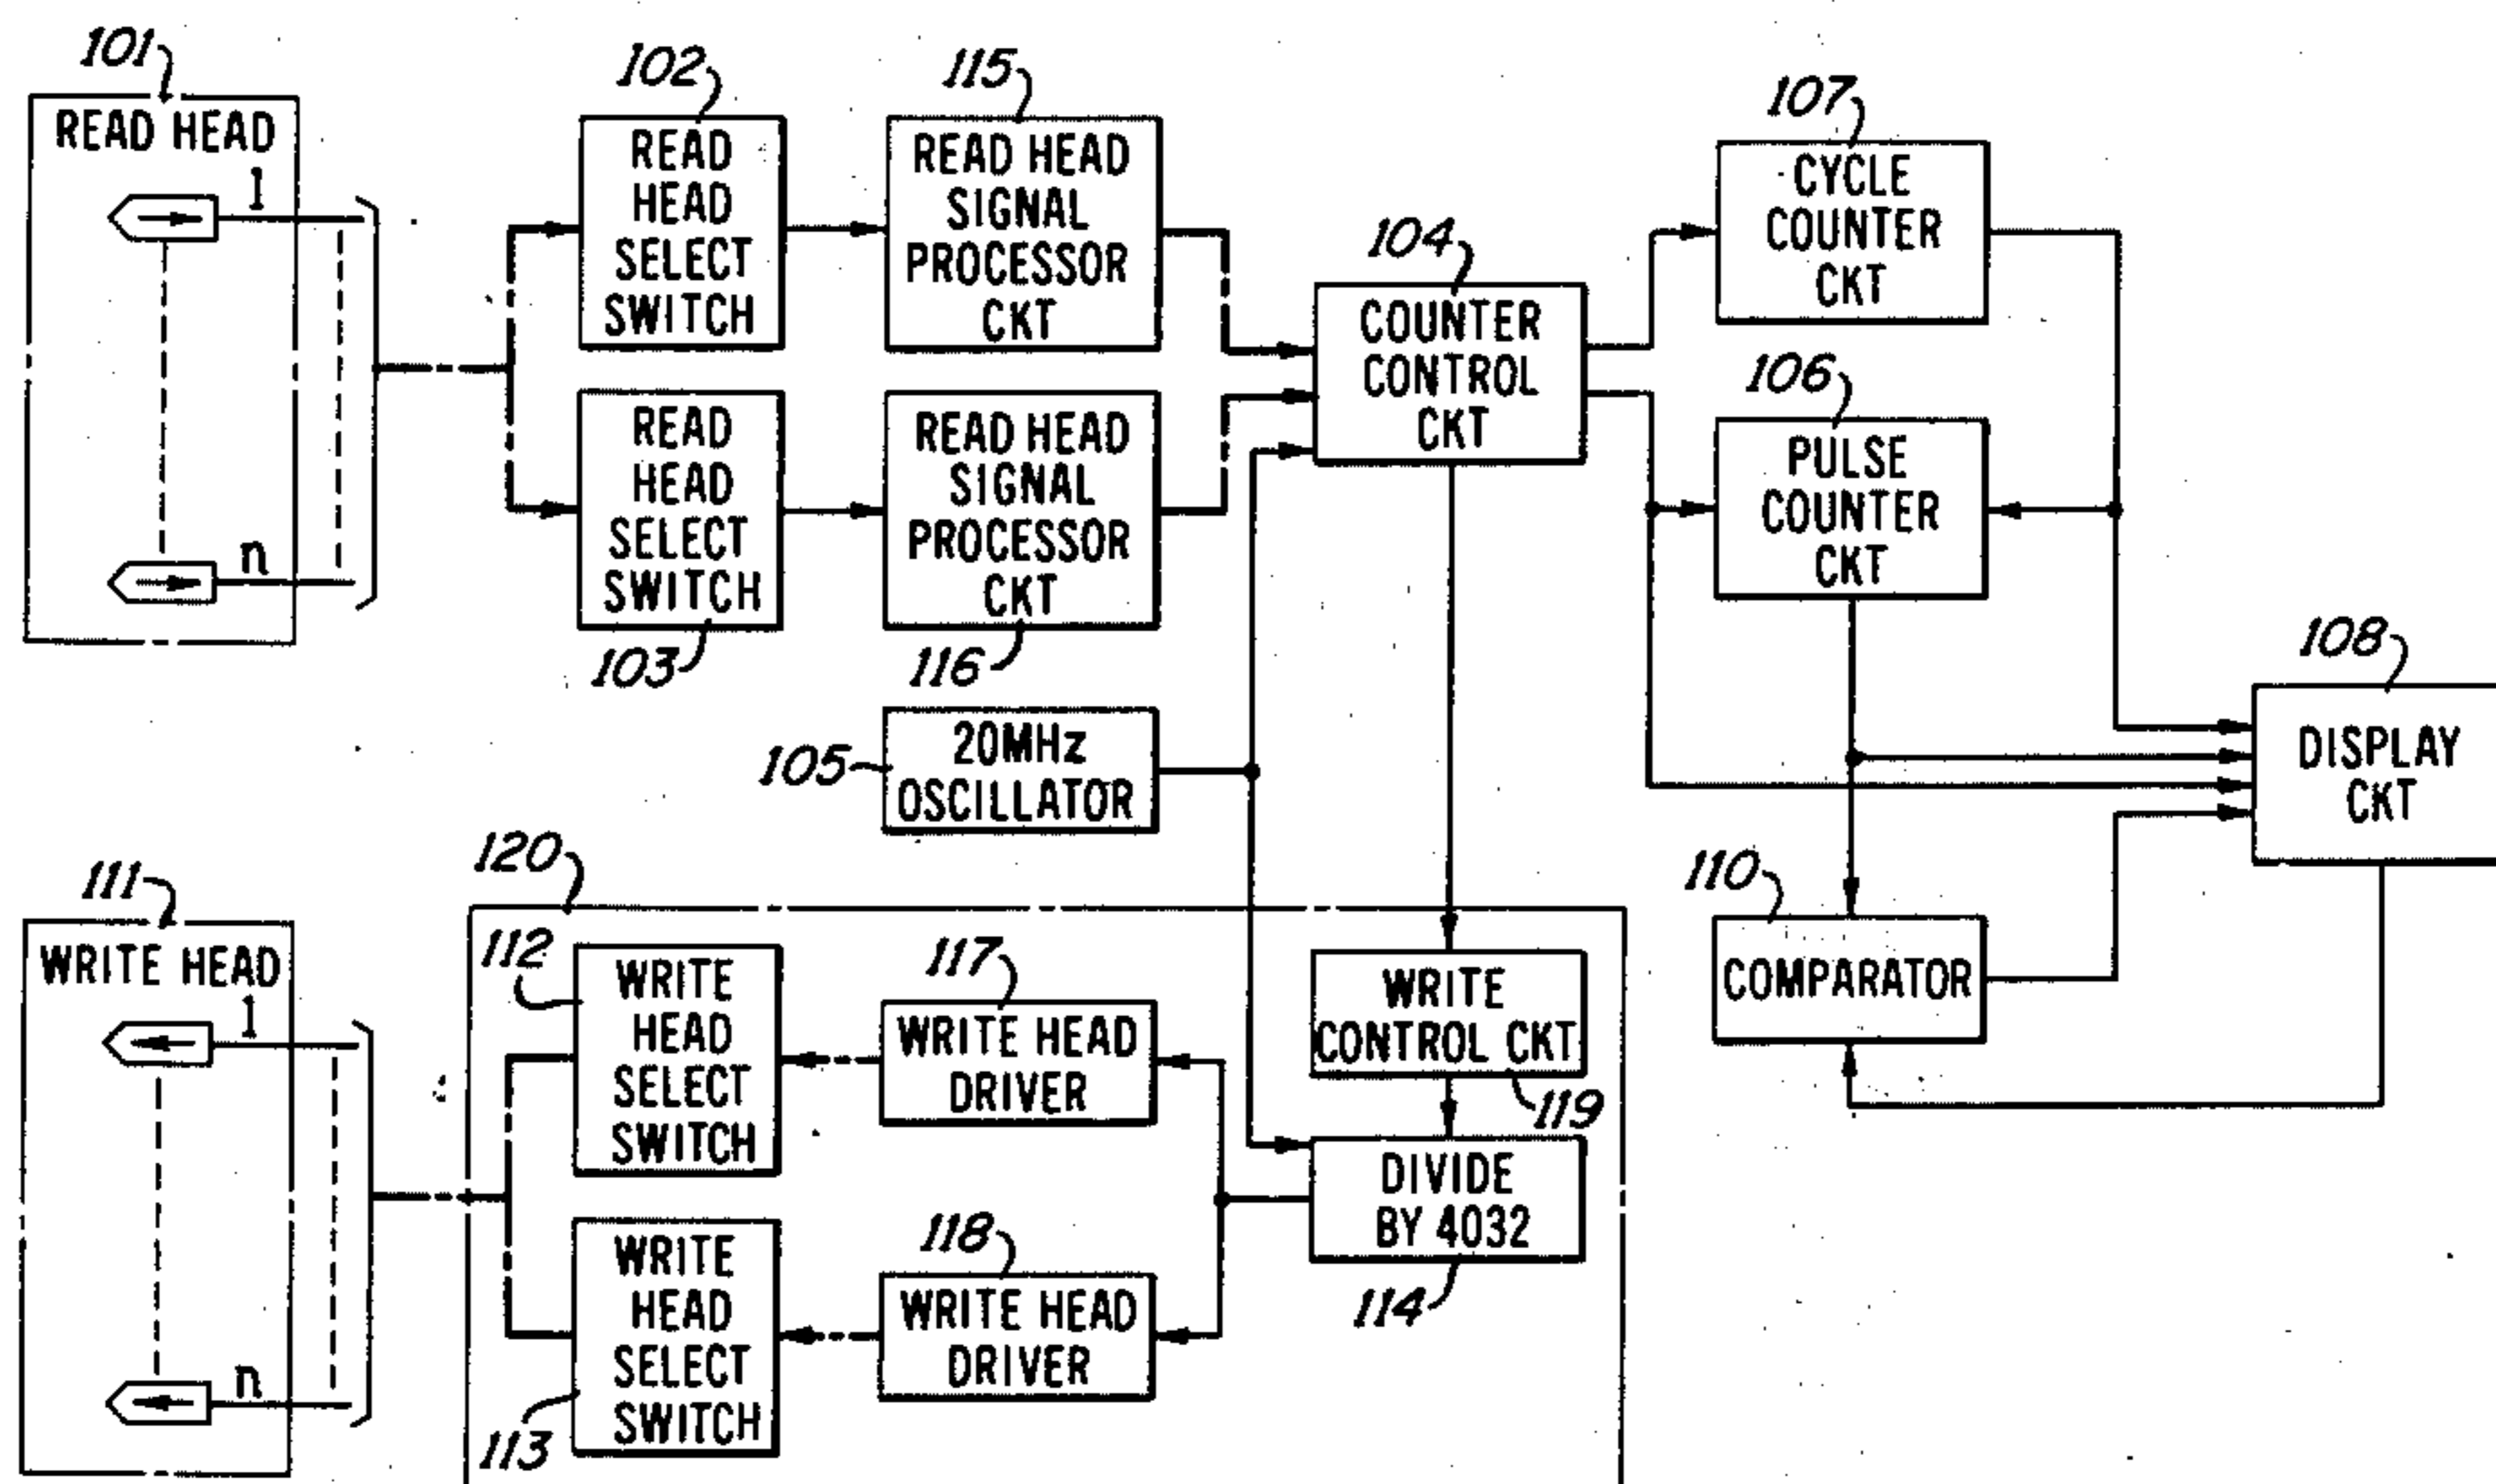 101
READ HEAD
1
n
102
READ
HEAD
SELECT
SWITCH
115
READ HEAD
SIGNAL
PROCESSOR
CKT
READ
HEAD
SELECT
SWITCH
103
READ HEAD
SIGNAL
PROCESSOR
CKT
116
104
COUNTER
CONTROL
CKT
107
CYCLE
COUNTER
CKT
106
PULSE
COUNTER
CKT
108
DISPLAY
CKT
105
20MHz
OSCILLATOR
110
COMPARATOR
111
WRITE HEAD
1
n
120
112
WRITE
HEAD
SELECT
SWITCH
117
WRITE HEAD
DRIVER
WRITE
CONTROL CKT
119
DIVIDE
BY 4032
114
WRITE
HEAD
SELECT
SWITCH
113
118
WRITE HEAD
DRIVER